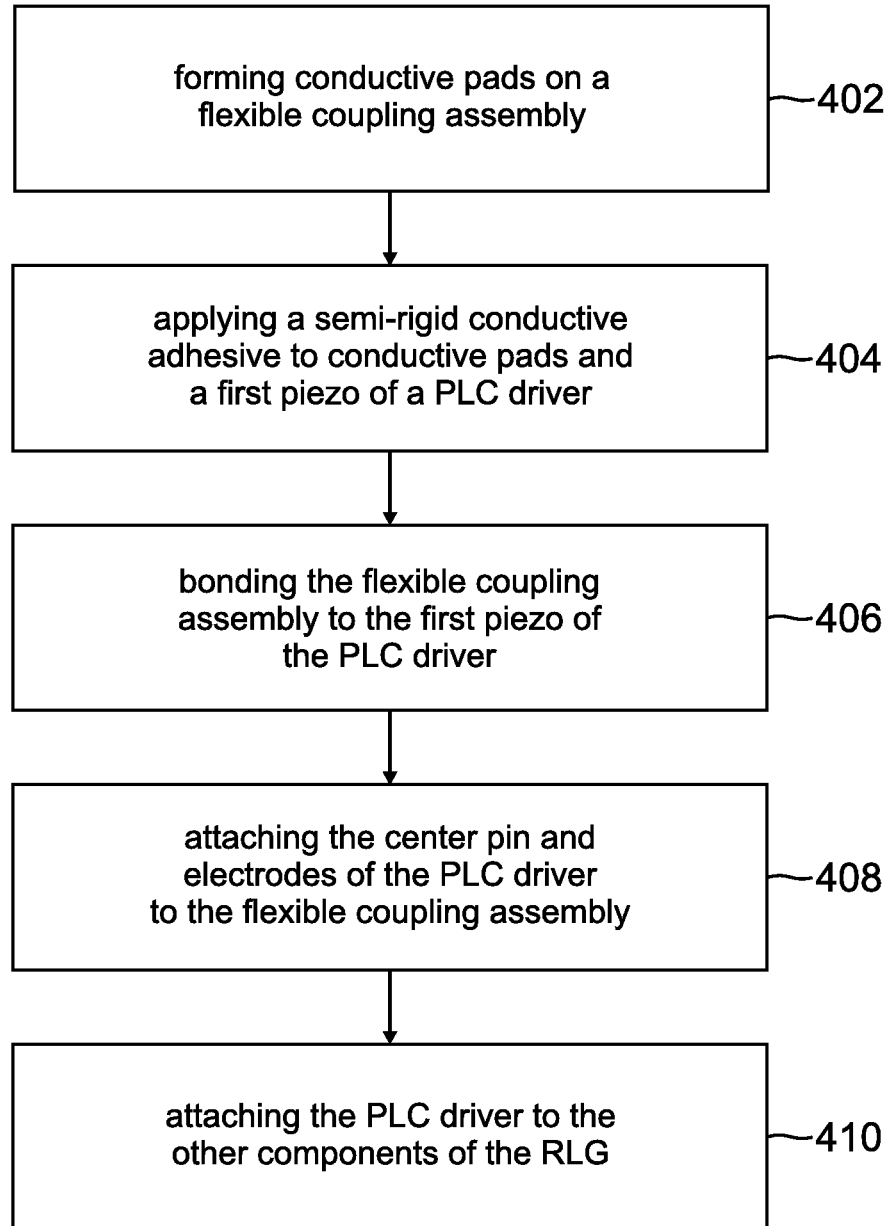 forming conductive pads on a
flexible coupling assembly
402
applying a semi-rigid conductive
adhesive to conductive pads and
a first piezo of a PLC driver
404
bonding the flexible coupling
assembly to the first piezo of
the PLC driver
406
attaching the center pin and
electrodes of the PLC driver
to the flexible coupling assembly
408
attaching the PLC driver to the
other components of the RLG
410